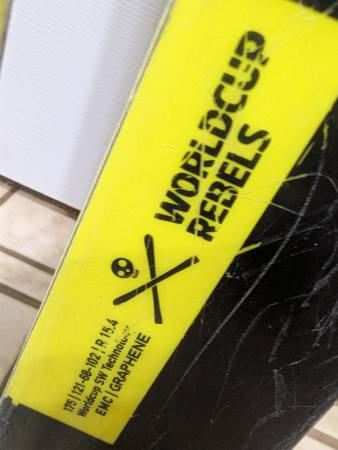 WORLDCUP
REBELS
175 | 121-68-102 | R 15.4
Worldcup SW Technology
EMC | GRAPHENE